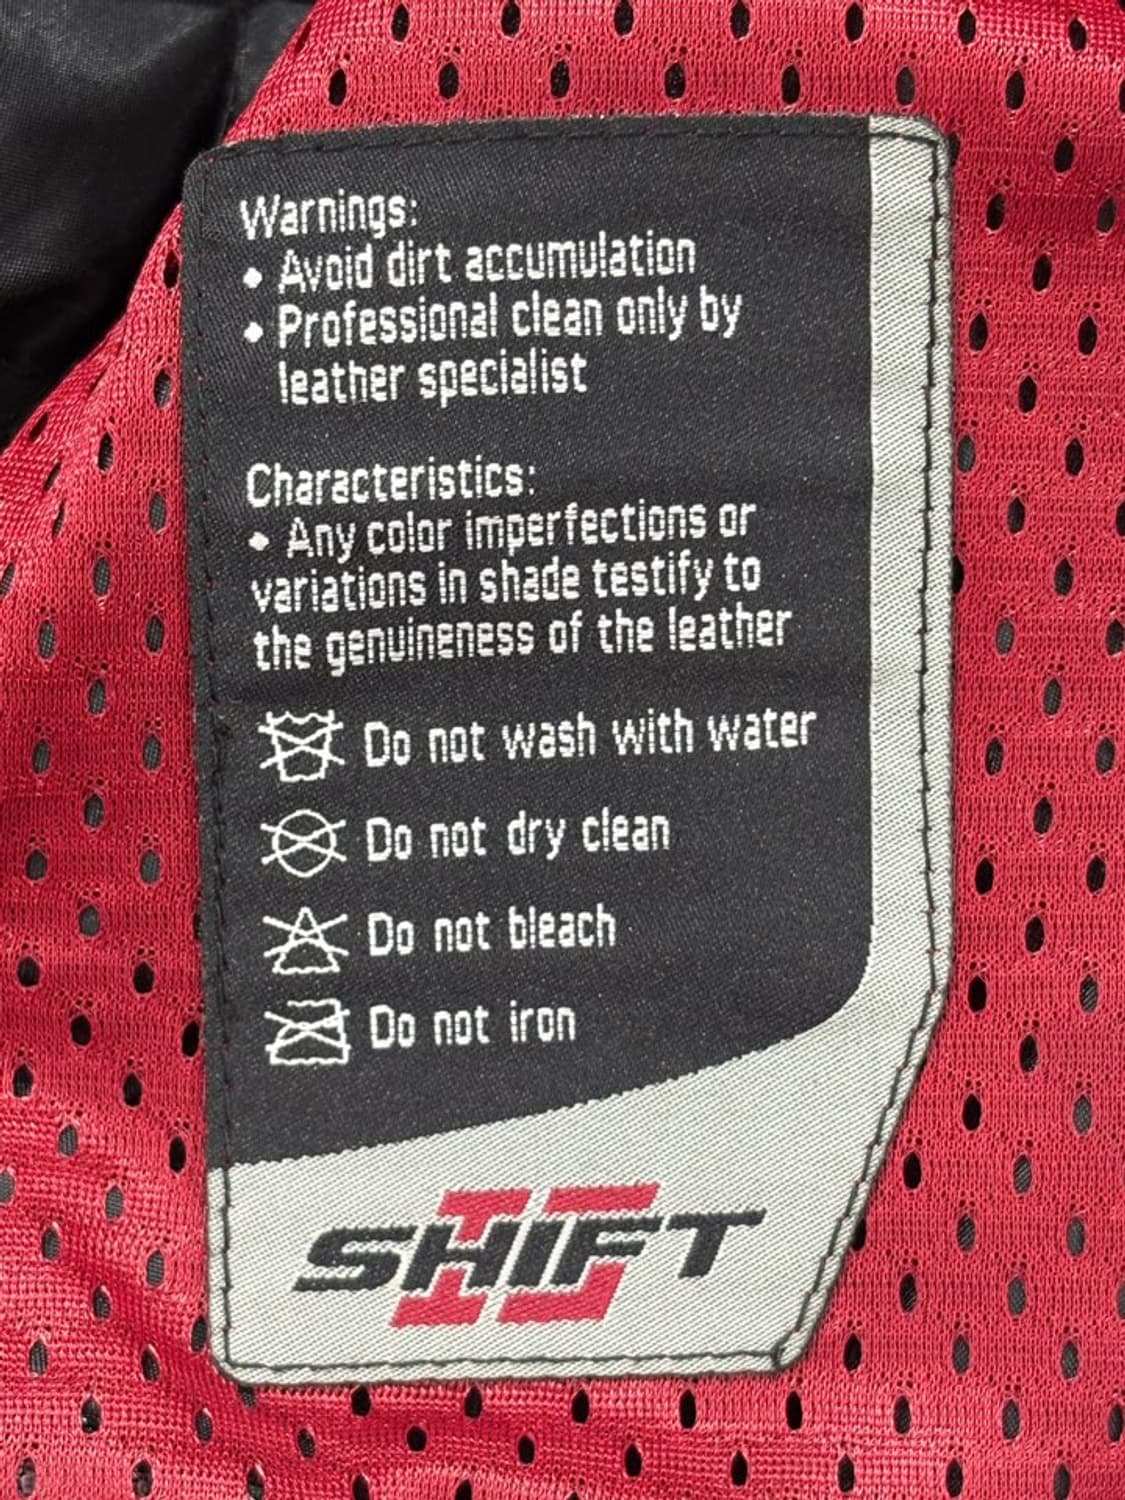 Warnings:
• Avoid dirt accumulation
• Professional clean only by
leather specialist
Characteristics:
• Any color imperfections or
variations in shade testify to
the genuineness of the leather
Do not wash with water
Do not dry clean
Do not bleach
Do not iron
SHIFT